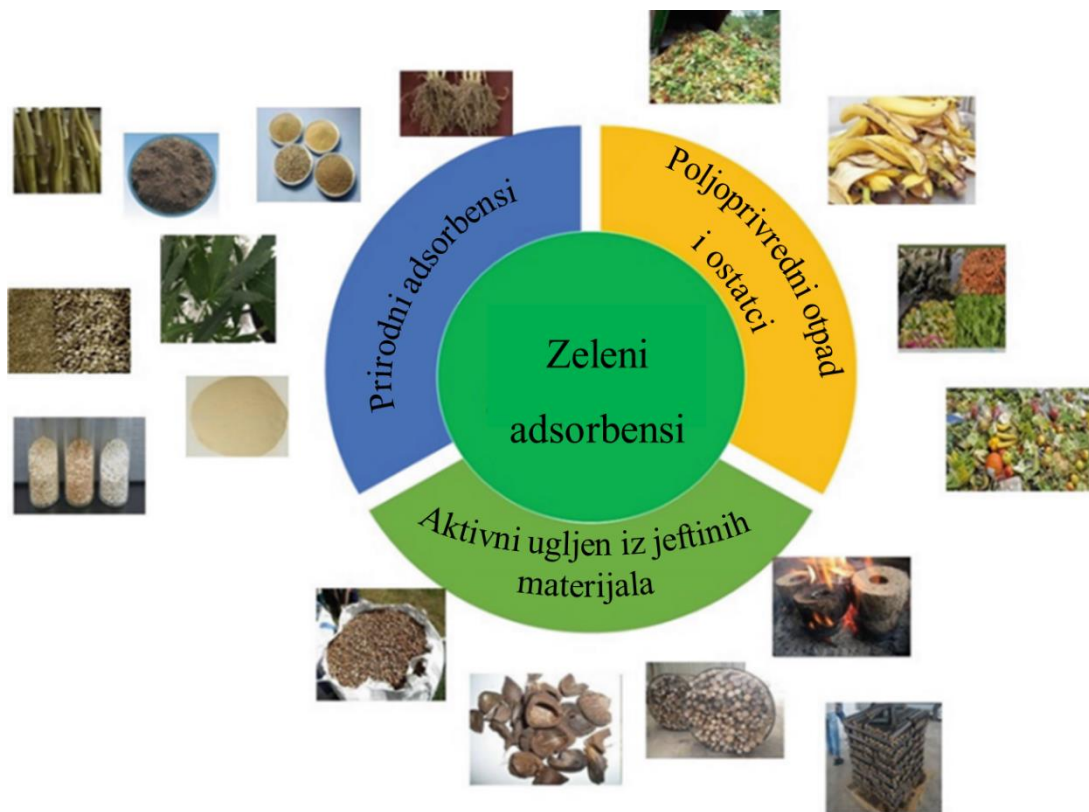 Prirodni adsorbensi
Poljoprivredni otpad
i ostatci
Zeleni
adsorbensi
Aktivni ugljen iz jeftinih
materijala